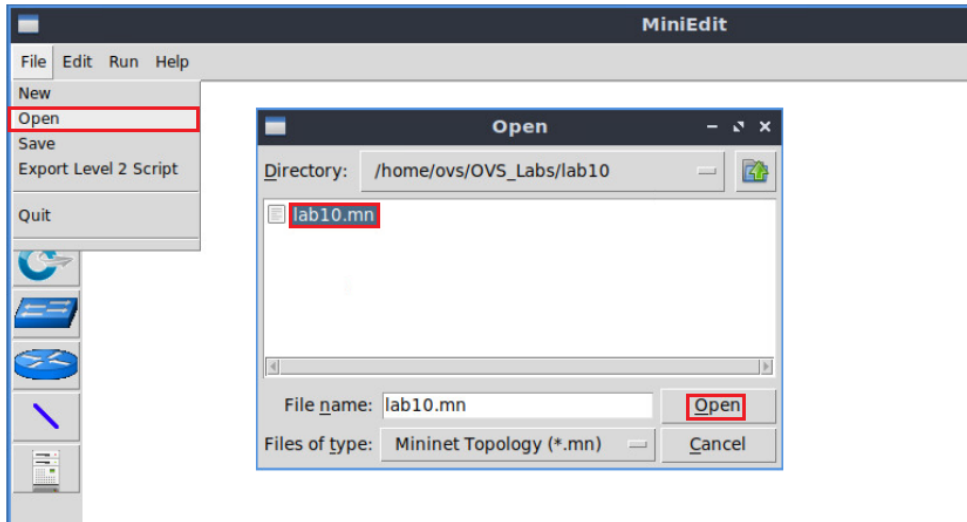 MiniEdit
File Edit Run Help
New
Open
Save
Export Level 2 Script
Quit
Open
Directory: /home/ovs/OVS_Labs/lab10
lab10.mn
File name: lab10.mn Open
Files of type: Mininet Topology (*.mn) Cancel